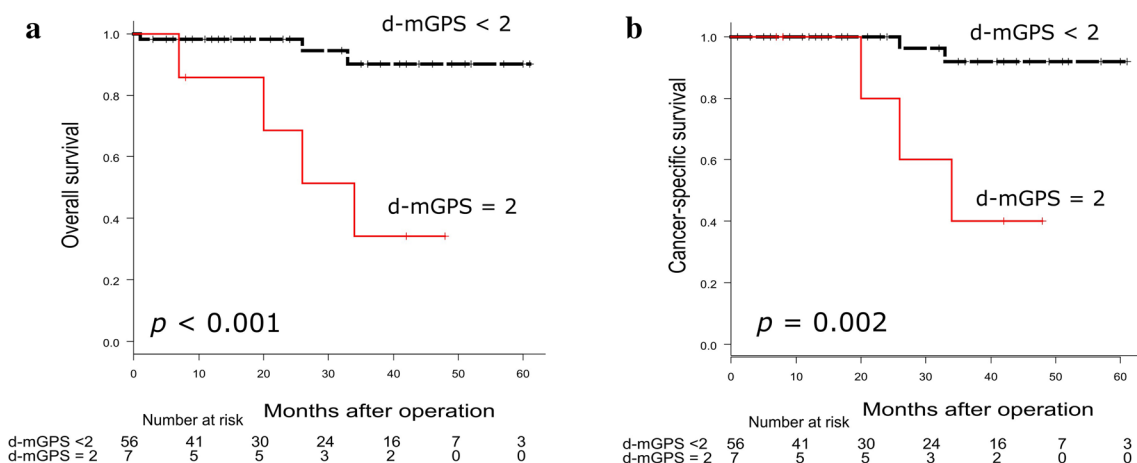 a
d-mGPS < 2
1.0
0.8
0.6
0.4
0.2
0.0
Overall survival
d-mGPS = 2
p < 0.001
0 10 20 30 40 50 60
Number at risk
Months after operation
d-mGPS <2 56 41 30 24 16 7 3
d-mGPS = 2 7 5 5 3 2 0 0
b
d-mGPS < 2
1.0
0.8
0.6
0.4
0.2
0.0
Cancer-specific survival
d-mGPS = 2
p = 0.002
0 10 20 30 40 50 60
Number at risk
Months after operation
d-mGPS <2 56 41 30 24 16 7 3
d-mGPS = 2 7 5 5 3 2 0 0